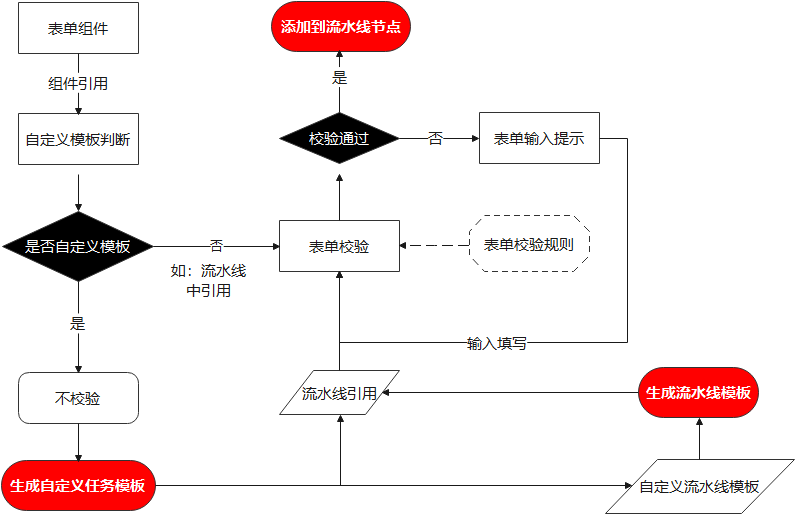 表单组件
添加到流水线节点
组件引用
是
自定义模板判断
校验通过
否
表单输入提示
是否自定义模板
否
如：流水线
中引用
表单校验
表单校验规则
是
输入填写
不校验
流水线引用
生成流水线模板
生成自定义任务模板
自定义流水线模板